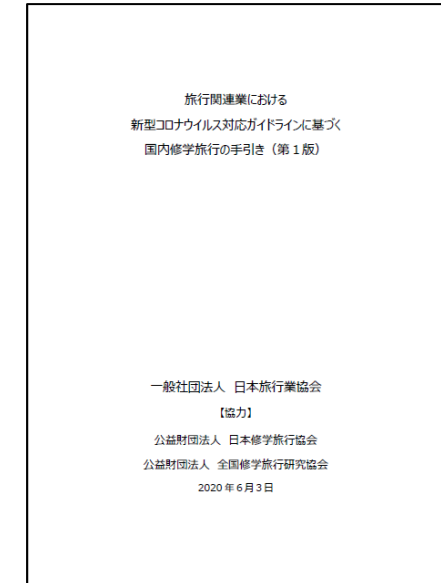 旅行関連業における
新型コロナウイルス対応ガイドラインに基づく
国内修学旅行の手引き（第１版）
一般社団法人 日本旅行業協会
【協力】
公益財団法人 日本修学旅行協会
公益財団法人 全国修学旅行研究協会
2020年6月3日